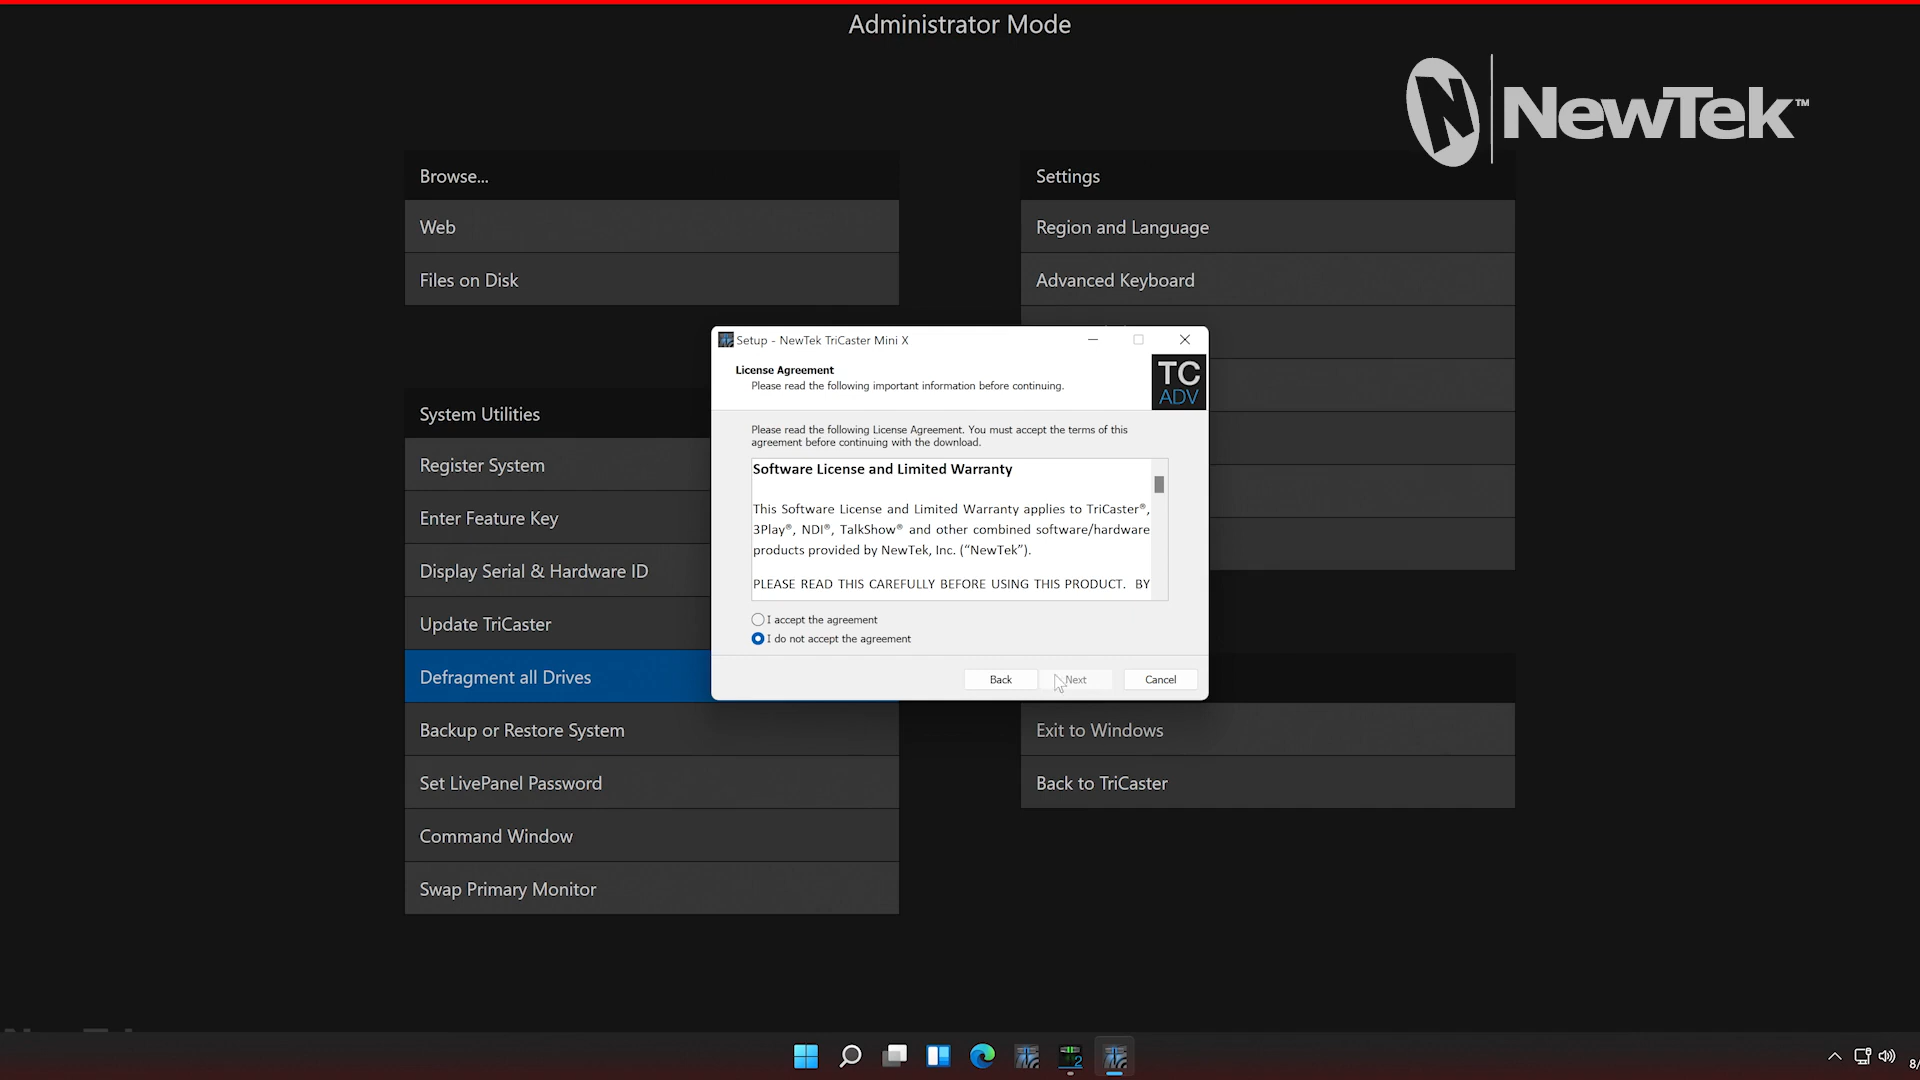 Administrator Mode
NewTek™
Browse...
Web
Files on Disk
System Utilities
Register System
Enter Feature Key
Display Serial & Hardware ID
Update TriCaster
Defragment all Drives
Backup or Restore System
Set LivePanel Password
Command Window
Swap Primary Monitor
Settings
Region and Language
Advanced Keyboard
Exit to Windows
Back to TriCaster
Setup - NewTek TriCaster Mini X
License Agreement
Please read the following important information before continuing.
TC
ADV
Please read the following License Agreement. You must accept the terms of this
agreement before continuing with the download.
Software License and Limited Warranty
This Software License and Limited Warranty applies to TriCaster®,
3Play®, NDI®, TalkShow® and other combined software/hardware
products provided by NewTek, Inc. (“NewTek”).
PLEASE READ THIS CAREFULLY BEFORE USING THIS PRODUCT. BY
I accept the agreement
I do not accept the agreement
Back
Next
Cancel
2
8/